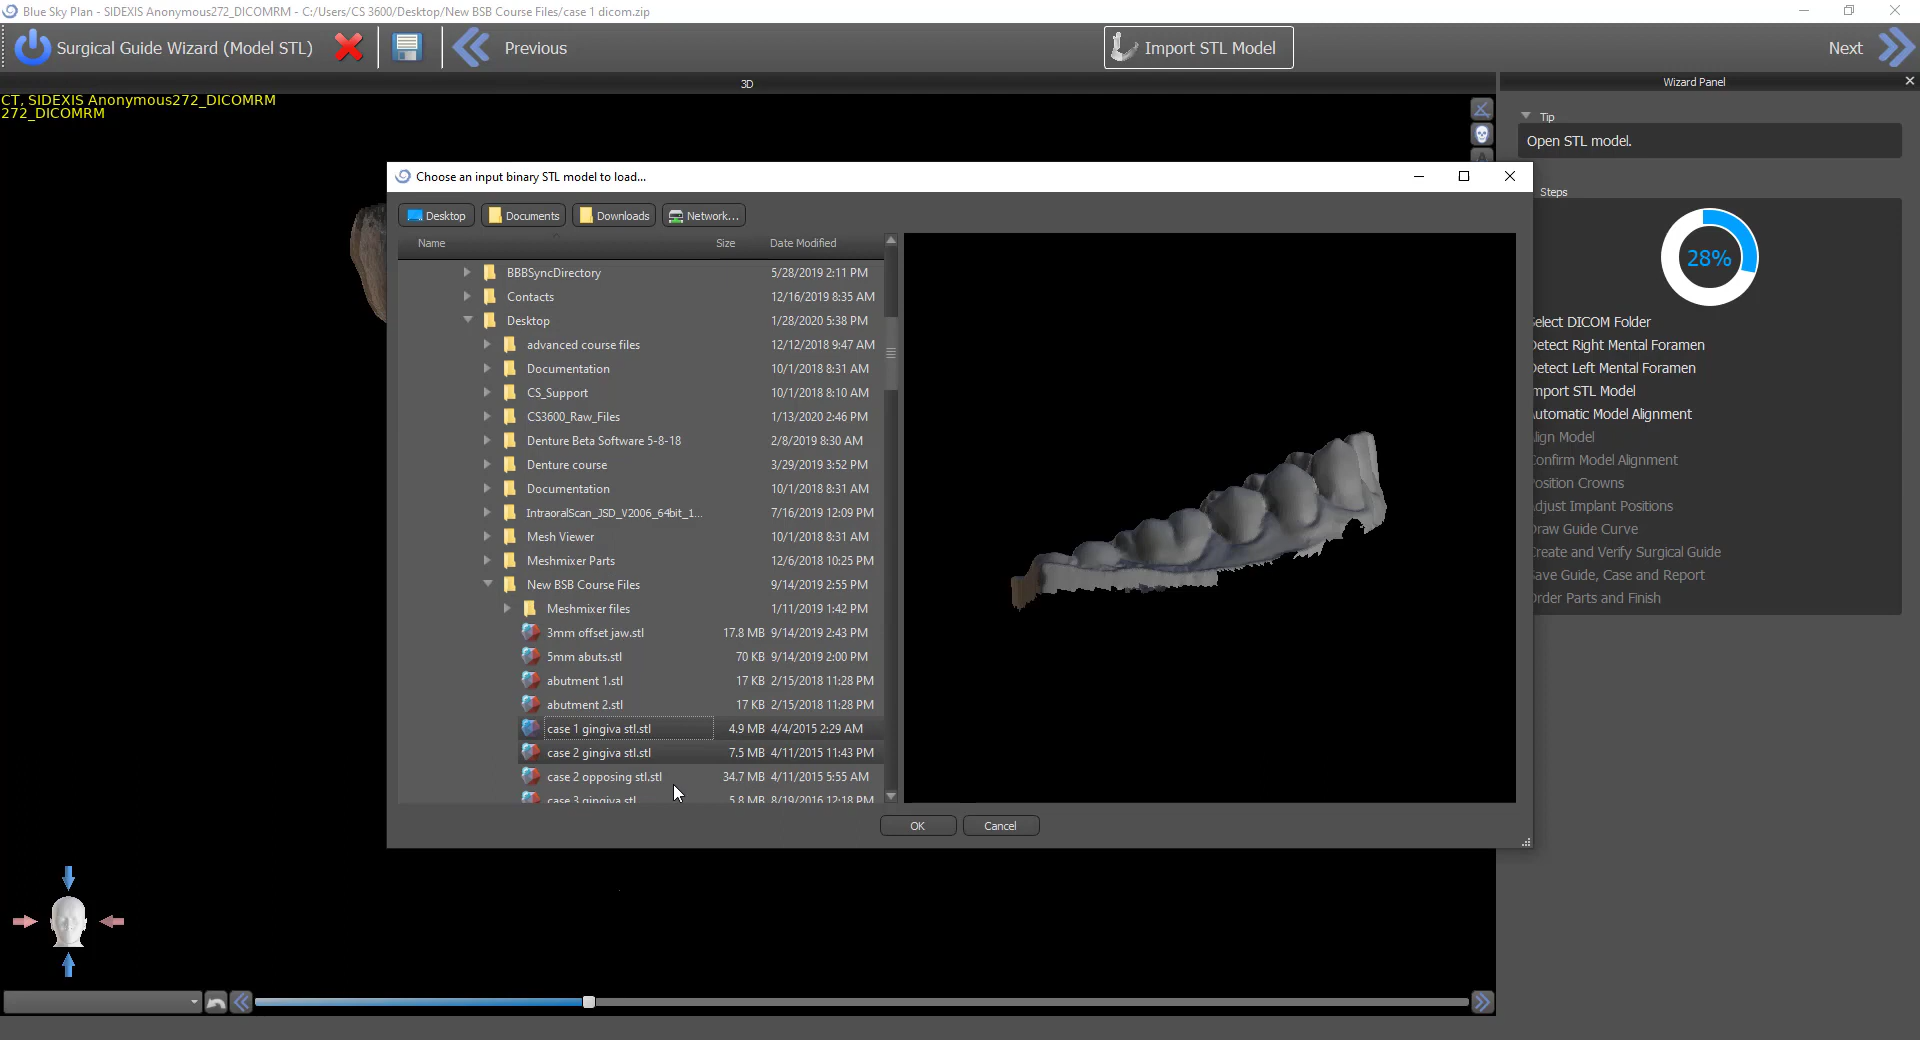 Blue Sky Plan - SIDEXIS Anonymous272_DICOMRM - C:/Users/CS 3600/Desktop/New BSB Course Files/case 1 dicom.zip
Surgical Guide Wizard (Model STL)
Previous
Import STL Model
Next
3D
Wizard Panel
CT, SIDEXIS Anonymous272_DICOMRM
272_DICOMRM
Tip
Open STL model.
Choose an input binary STL model to load...
Desktop
Documents
Downloads
Network...
Name Size Date Modified
BBBSyncDirectory 5/28/2019 2:11 PM
Contacts 12/16/2019 8:35 AM
Desktop 1/28/2020 5:38 PM
advanced course files 12/12/2018 9:47 AM
Documentation 10/1/2018 8:31 AM
CS_Support 10/1/2018 8:10 AM
CS3600_Raw_Files 1/13/2020 2:46 PM
Denture Beta Software 5-8-18 2/8/2019 8:30 AM
Denture course 3/29/2019 3:52 PM
Documentation 10/1/2018 8:31 AM
IntraoralScan_JSD_V2006_64bit_1... 7/16/2019 12:09 PM
Mesh Viewer 10/1/2018 8:31 AM
Meshmixer Parts 12/6/2018 10:25 PM
New BSB Course Files 9/14/2019 2:55 PM
Meshmixer files 1/11/2019 1:42 PM
3mm offset jaw.stl 17.8 MB 9/14/2019 2:43 PM
5mm abuts.stl 70 KB 9/14/2019 2:00 PM
abutment 1.stl 17 KB 2/15/2018 11:28 PM
abutment 2.stl 17 KB 2/15/2018 11:28 PM
case 1 gingiva stl.stl 4.9 MB 4/4/2015 2:29 AM
case 2 gingiva stl.stl 7.5 MB 4/11/2015 11:43 PM
case 2 opposing stl.stl 34.7 MB 4/11/2015 5:55 AM
case 3 gingiva stl 5.8 MB 8/19/2016 12:18 PM
OK
Cancel
Steps
28%
elect DICOM Folder
Detect Right Mental Foramen
Detect Left Mental Foramen
mport STL Model
utomatic Model Alignment
lign Model
onfirm Model Alignment
osition Crowns
djust Implant Positions
raw Guide Curve
reate and Verify Surgical Guide
ave Guide, Case and Report
rder Parts and Finish